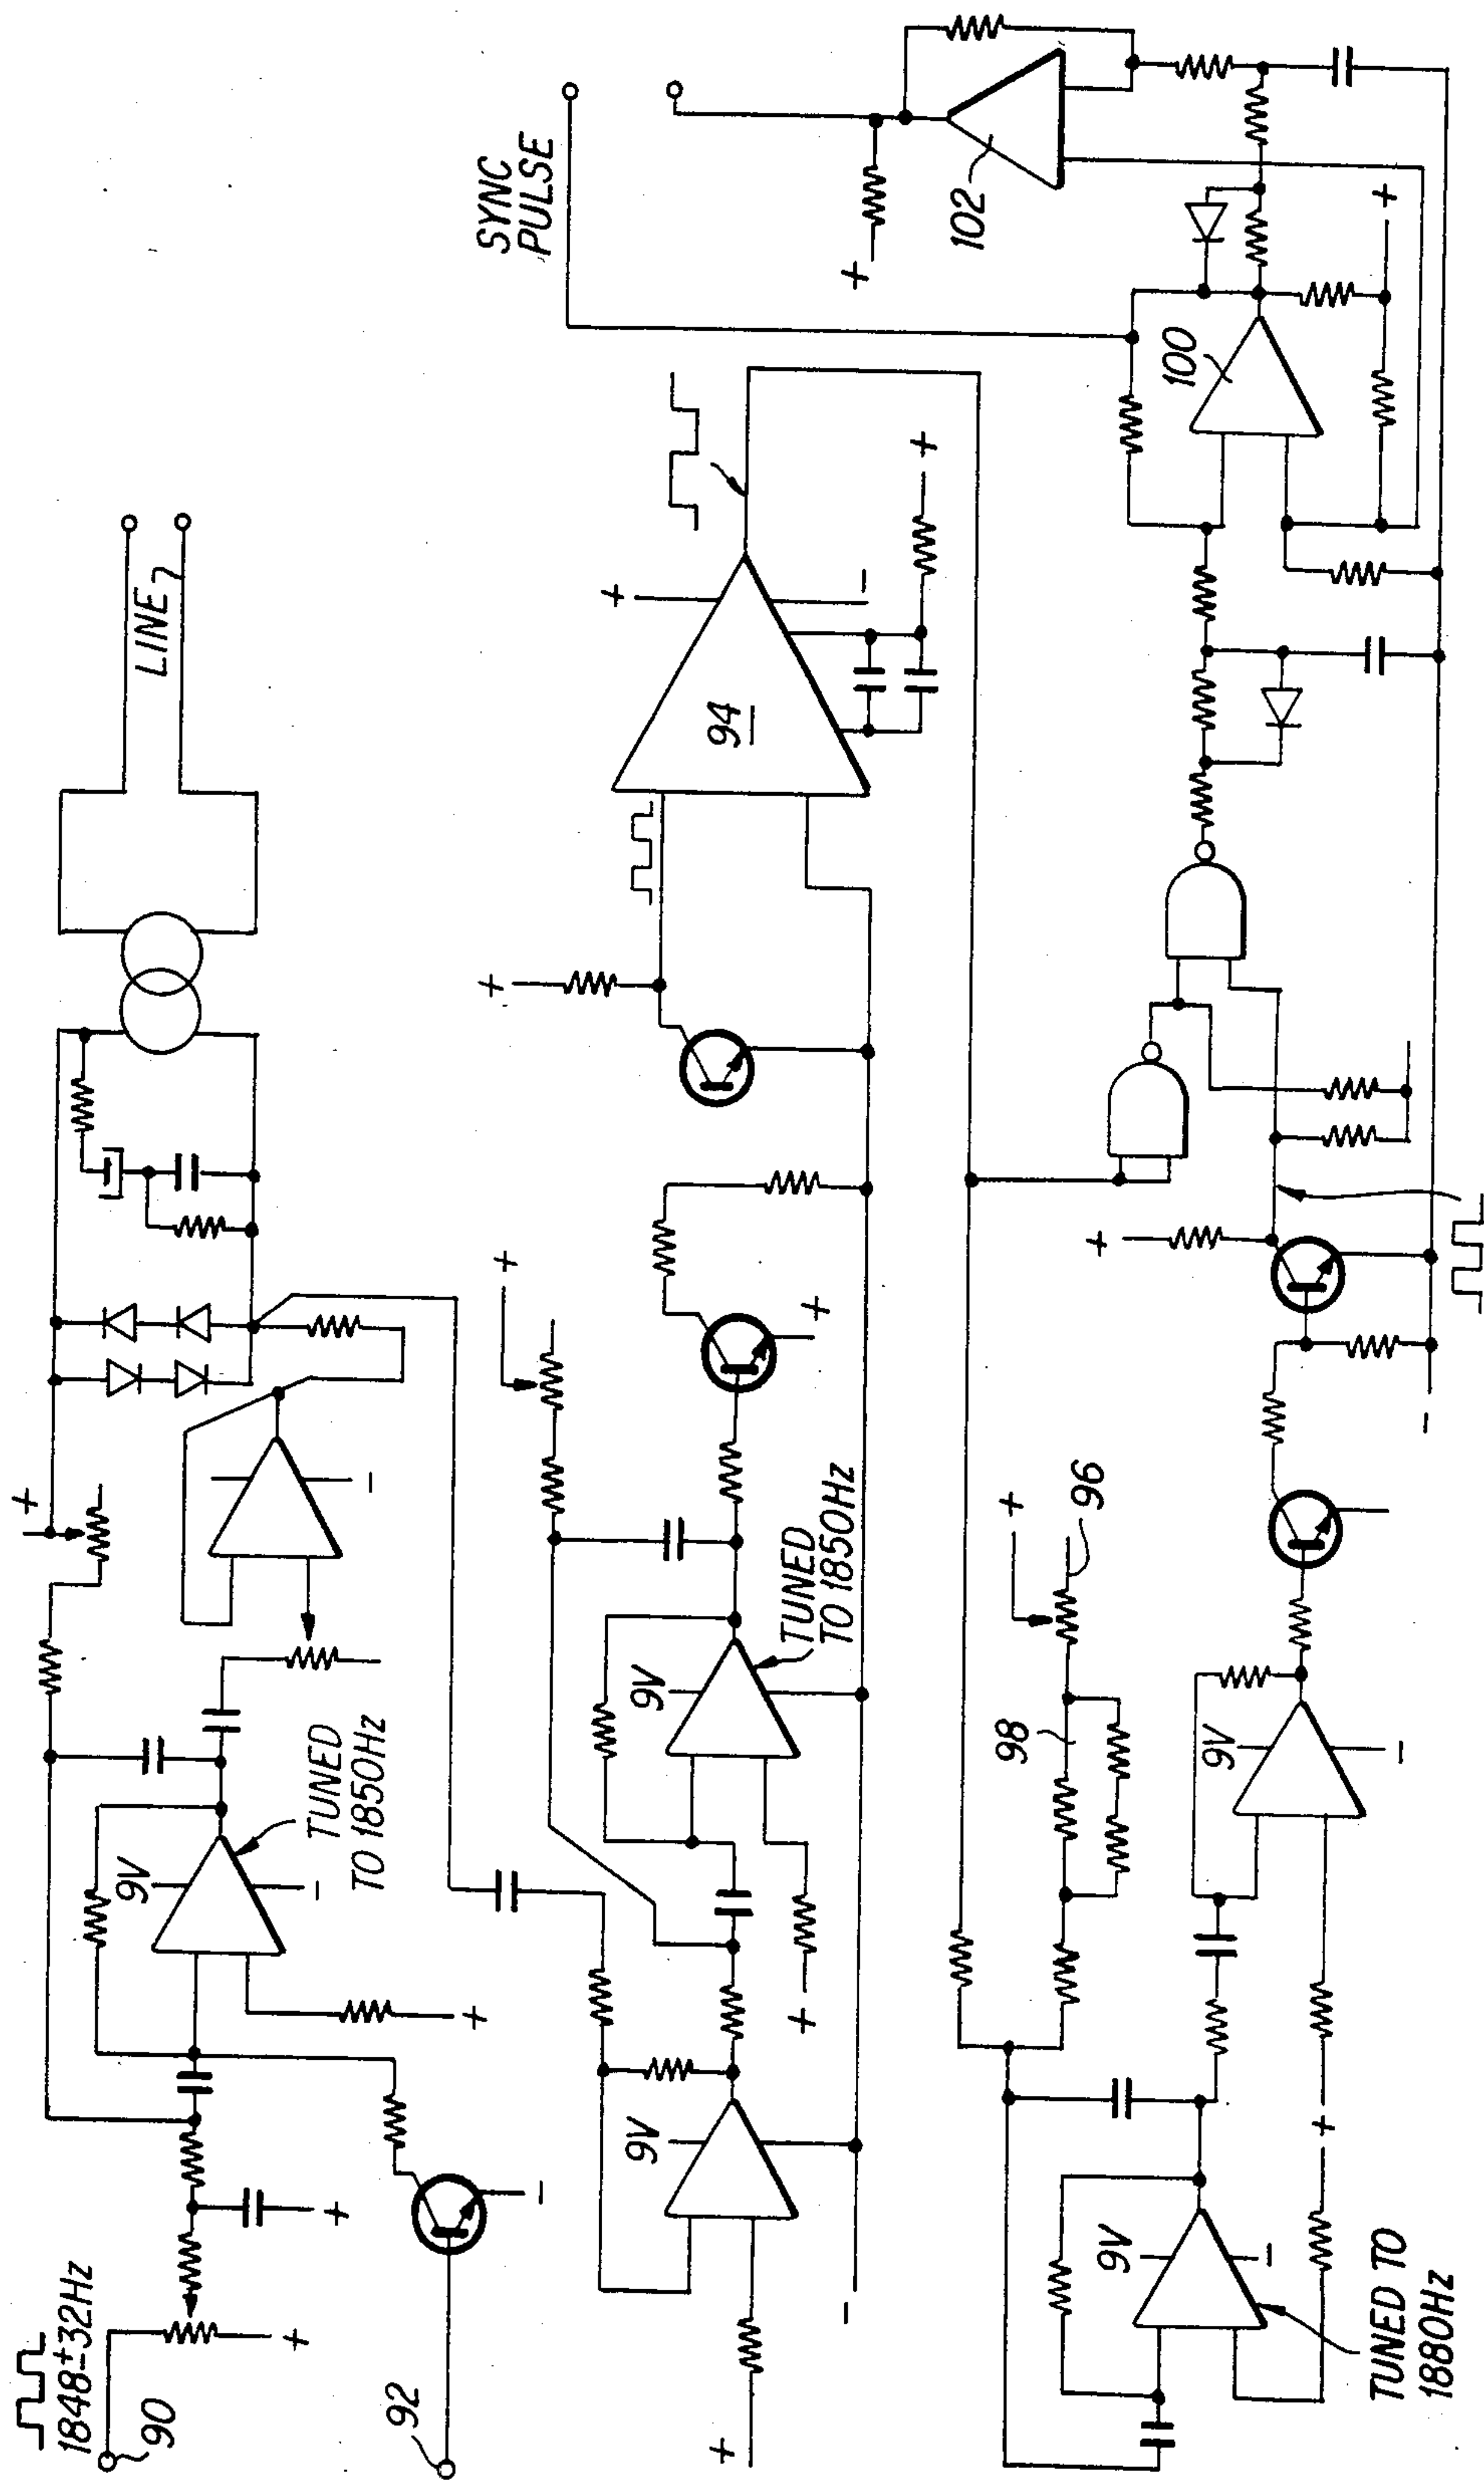 1848±32Hz
90
92
+
+
9V
-
+
TUNED
TO 1850Hz
+
-
-
LINE
+
9V
+
9V
TUNED
TO 1850Hz
+
+
-
+
94
+
-
+
SYNC
PULSE
TUNED TO
1880Hz
9V
-
+
9V
-
98
+
96
+
-
100
+
102
+